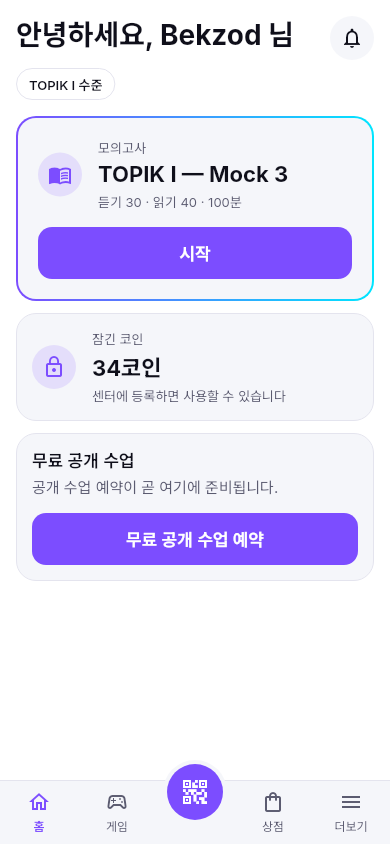 안녕하세요, Bekzod 님
TOPIK I 수준
모의고사
TOPIK I — Mock 3
듣기 30 · 읽기 40 · 100분
시작
잠긴 코인
34코인
센터에 등록하면 사용할 수 있습니다
무료 공개 수업
공개 수업 예약이 곧 여기에 준비됩니다.
무료 공개 수업 예약
홈
게임
상점
더보기